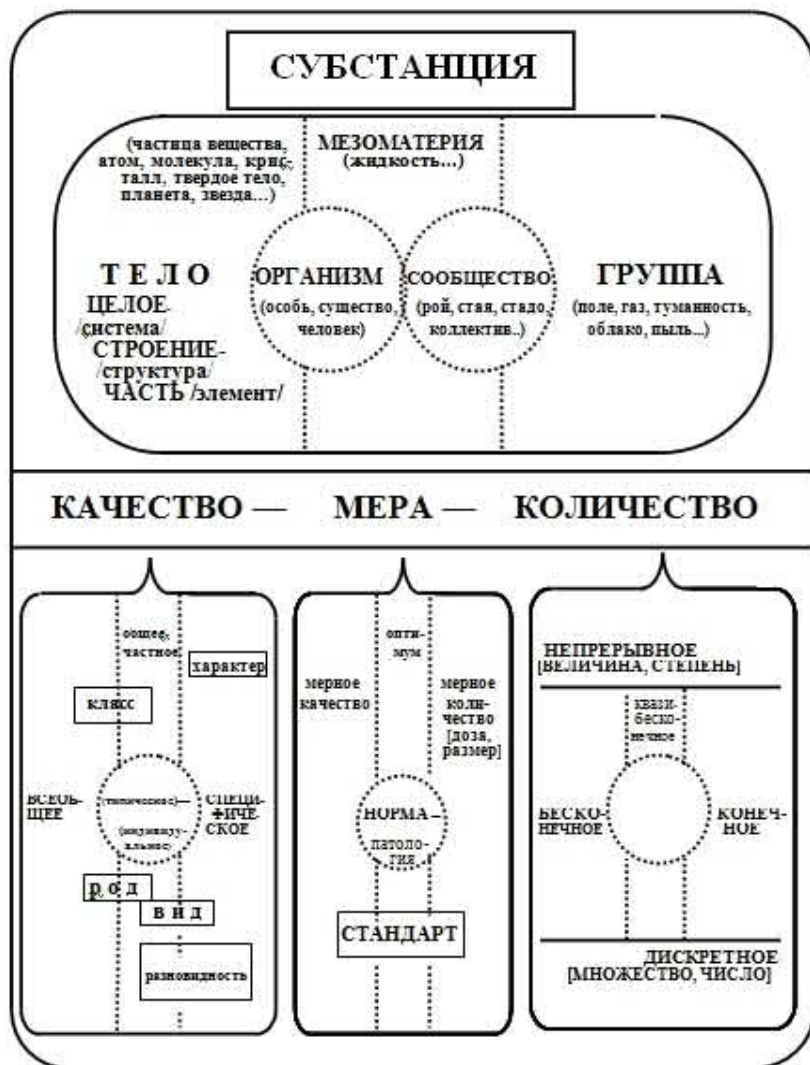 СУБСТАНЦИЯ
(частица вещества,
атом, молекула, крис-
талл, твердое тело,
планета, звезда...)
МЕЗОМАТЕРИЯ
(жидкость...)
ТЕЛО
ЦЕЛОЕ-
/система/
СТРОЕНИЕ-
/структура/
ЧАСТЬ /элемент/
ОРГАНИЗМ
(особь, существо,
человек)
СООБЩЕСТВО
(рой, стая, стадо,
коллектив..)
ГРУППА
(поле, газ, туманность,
облако, пыль...)
КАЧЕСТВО — МЕРА — КОЛИЧЕСТВО
общее,
частное
характер
класс
ВСЕОБ-
ЩЕЕ
(типическое)—
(индивиду-
альное)
СПЕЦИ-
ФИЧЕ-
СКОЕ
род
вид
разновидность
опти-
мум
мерное
качество
мерное
коли-
чество
[доза,
размер]
НОРМА –
патоло-
гия
СТАНДАРТ
НЕПРЕРЫВНОЕ
[ВЕЛИЧИНА, СТЕПЕНЬ]
квази-
беско-
нечное
БЕСКО-
НЕЧНОЕ
КОНЕЧ-
НОЕ
ДИСКРЕТНОЕ
[МНОЖЕСТВО, ЧИСЛО]